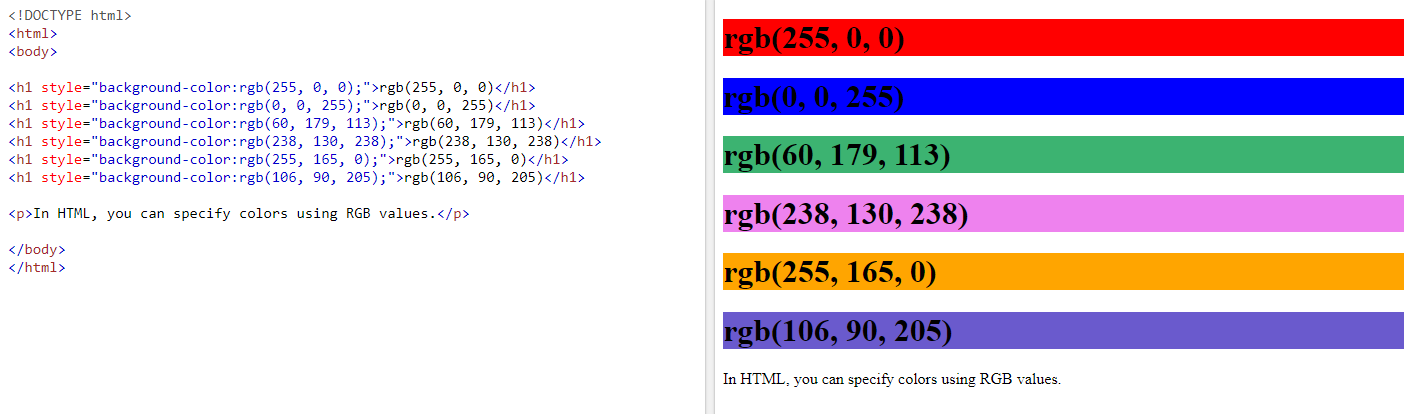 <!DOCTYPE html>
<html>
<body>
<h1 style="background-color:rgb(255, 0, 0);">rgb(255, 0, 0)</h1>
<h1 style="background-color:rgb(0, 0, 255);">rgb(0, 0, 255)</h1>
<h1 style="background-color:rgb(60, 179, 113);">rgb(60, 179, 113)</h1>
<h1 style="background-color:rgb(238, 130, 238);">rgb(238, 130, 238)</h1>
<h1 style="background-color:rgb(255, 165, 0);">rgb(255, 165, 0)</h1>
<h1 style="background-color:rgb(106, 90, 205);">rgb(106, 90, 205)</h1>
<p>In HTML, you can specify colors using RGB values.</p>
</body>
</html>
rgb(255, 0, 0)
rgb(0, 0, 255)
rgb(60, 179, 113)
rgb(238, 130, 238)
rgb(255, 165, 0)
rgb(106, 90, 205)
In HTML, you can specify colors using RGB values.